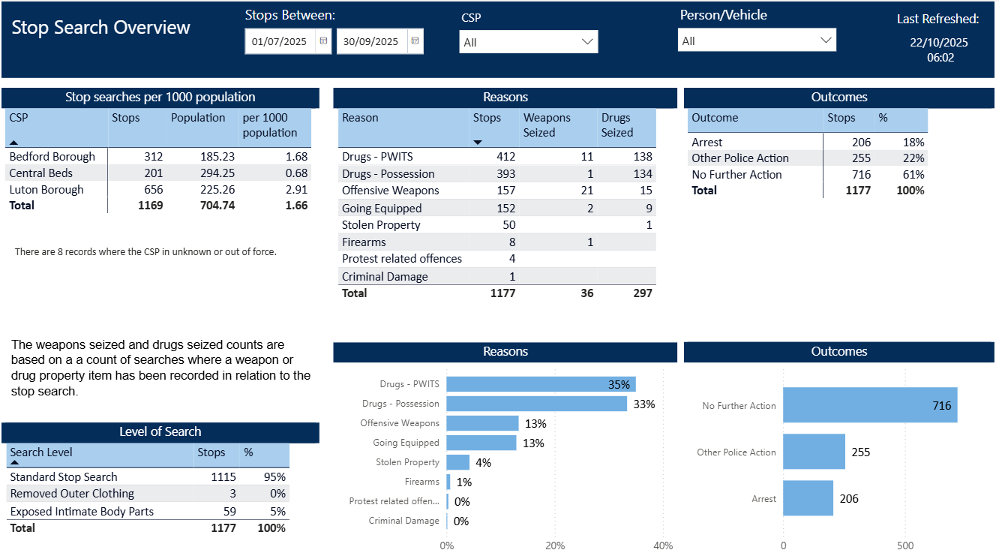 Stop Search Overview
Stops Between:
01/07/2025 30/09/2025
CSP
All
Person/Vehicle
All
Last Refreshed:
22/10/2025
06:02
Stop searches per 1000 population
CSP Stops Population per 1000 population
Bedford Borough 312 185.23 1.68
Central Beds 201 294.25 0.68
Luton Borough 656 225.26 2.91
Total 1169 704.74 1.66
There are 8 records where the CSP in unknown or out of force.
Reasons
Reason Stops Weapons Seized Drugs Seized
Drugs - PWITS 412 11 138
Drugs - Possession 393 1 134
Offensive Weapons 157 21 15
Going Equipped 152 2 9
Stolen Property 50 1
Firearms 8 1
Protest related offences 4
Criminal Damage 1
Total 1177 36 297
Outcomes
Outcome Stops %
Arrest 206 18%
Other Police Action 255 22%
No Further Action 716 61%
Total 1177 100%
The weapons seized and drugs seized counts are
based on a a count of searches where a weapon or
drug property item has been recorded in relation to the
stop search.
Level of Search
Search Level Stops %
Standard Stop Search 1115 95%
Removed Outer Clothing 3 0%
Exposed Intimate Body Parts 59 5%
Total 1177 100%
Reasons
Drugs - PWITS 35%
Drugs - Possession 33%
Offensive Weapons 13%
Going Equipped 13%
Stolen Property 4%
Firearms 1%
Protest related offen... 0%
Criminal Damage 0%
0% 20% 40%
Outcomes
No Further Action 716
Other Police Action 255
Arrest 206
0 500